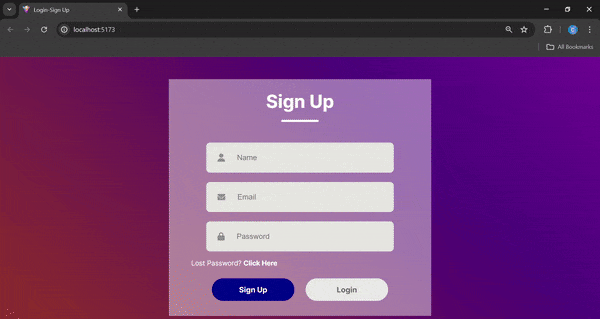 Login-Sign Up
localhost:5173
All Bookmarks
Sign Up
Name
Email
Password
Lost Password? Click Here
Sign Up
Login